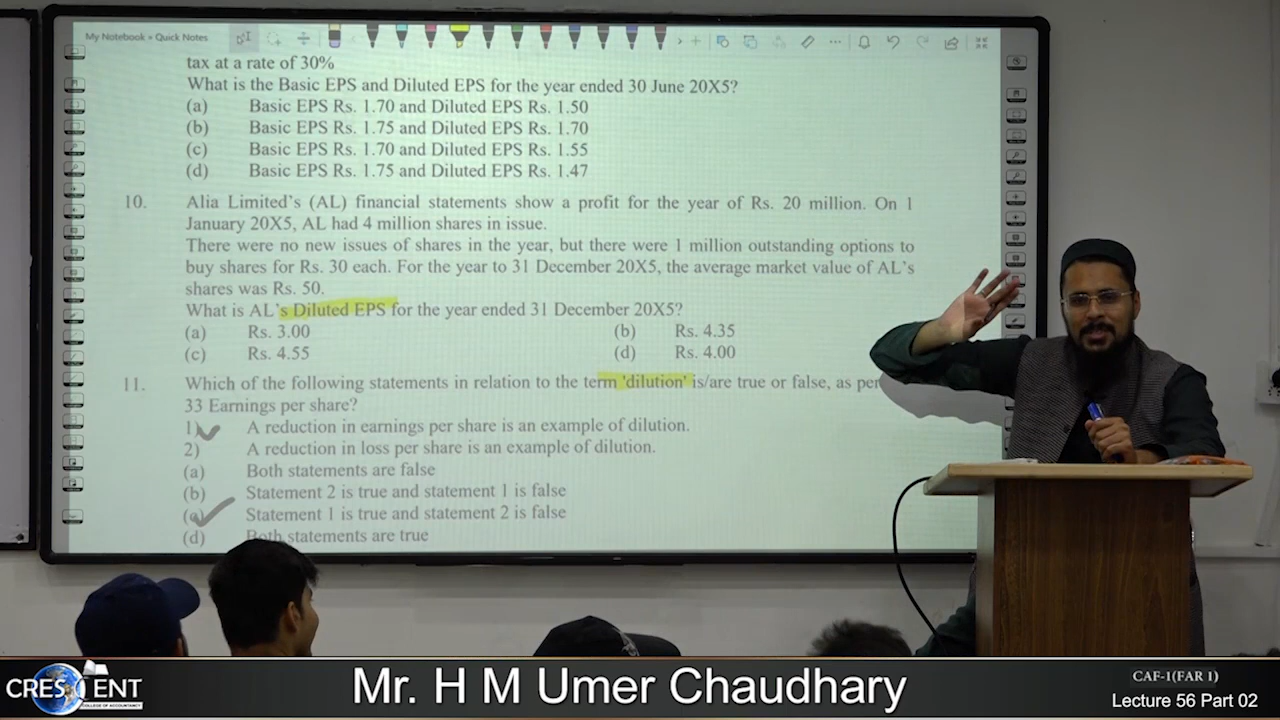 My Notebook » Quick Notes
tax at a rate of 30%
What is the Basic EPS and Diluted EPS for the year ended 30 June 20X5?
(a) Basic EPS Rs. 1.70 and Diluted EPS Rs. 1.50
(b) Basic EPS Rs. 1.75 and Diluted EPS Rs. 1.70
(c) Basic EPS Rs. 1.70 and Diluted EPS Rs. 1.55
(d) Basic EPS Rs. 1.75 and Diluted EPS Rs. 1.47
10. Alia Limited's (AL) financial statements show a profit for the year of Rs. 20 million. On 1
January 20X5, AL had 4 million shares in issue.
There were no new issues of shares in the year, but there were 1 million outstanding options to
buy shares for Rs. 30 each. For the year to 31 December 20X5, the average market value of AL's
shares was Rs. 50.
What is AL's Diluted EPS for the year ended 31 December 20X5?
(a) Rs. 3.00 (b) Rs. 4.35
(c) Rs. 4.55 (d) Rs. 4.00
11. Which of the following statements in relation to the term 'dilution' is/are true or false, as per
33 Earnings per share?
1) A reduction in earnings per share is an example of dilution.
2) A reduction in loss per share is an example of dilution.
(a) Both statements are false
(b) Statement 2 is true and statement 1 is false
(c) Statement 1 is true and statement 2 is false
(d) Both statements are true
CRESCENT
COLLEGE OF ACCOUNTANCY
Mr. H M Umer Chaudhary
CAF-1(FAR 1)
Lecture 56 Part 02